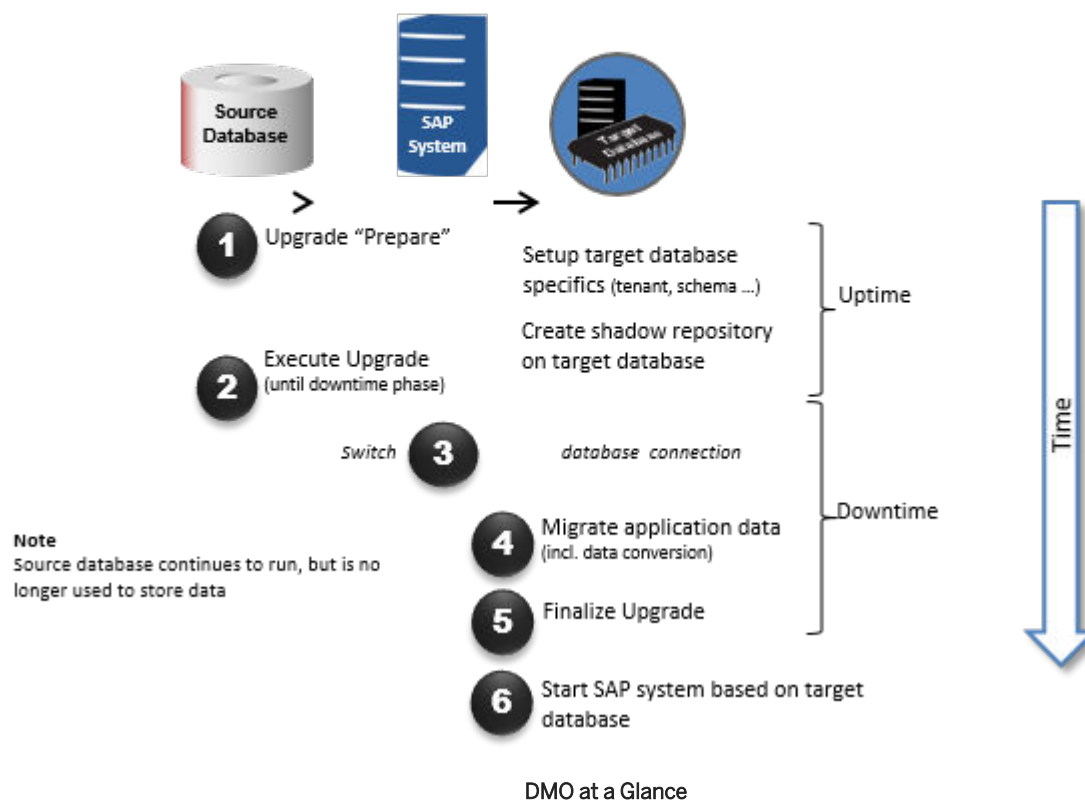 Source
Database
SAP
System
Target
Database
1
Upgrade “Prepare”
Setup target database
specifics (tenant, schema ...)
Uptime
Create shadow repository
on target database
2
Execute Upgrade
(until downtime phase)
Time
Switch
3
database connection
Downtime
4
Migrate application data
(incl. data conversion)
Note
Source database continues to run, but is no
longer used to store data
5
Finalize Upgrade
6
Start SAP system based on target
database
DMO at a Glance